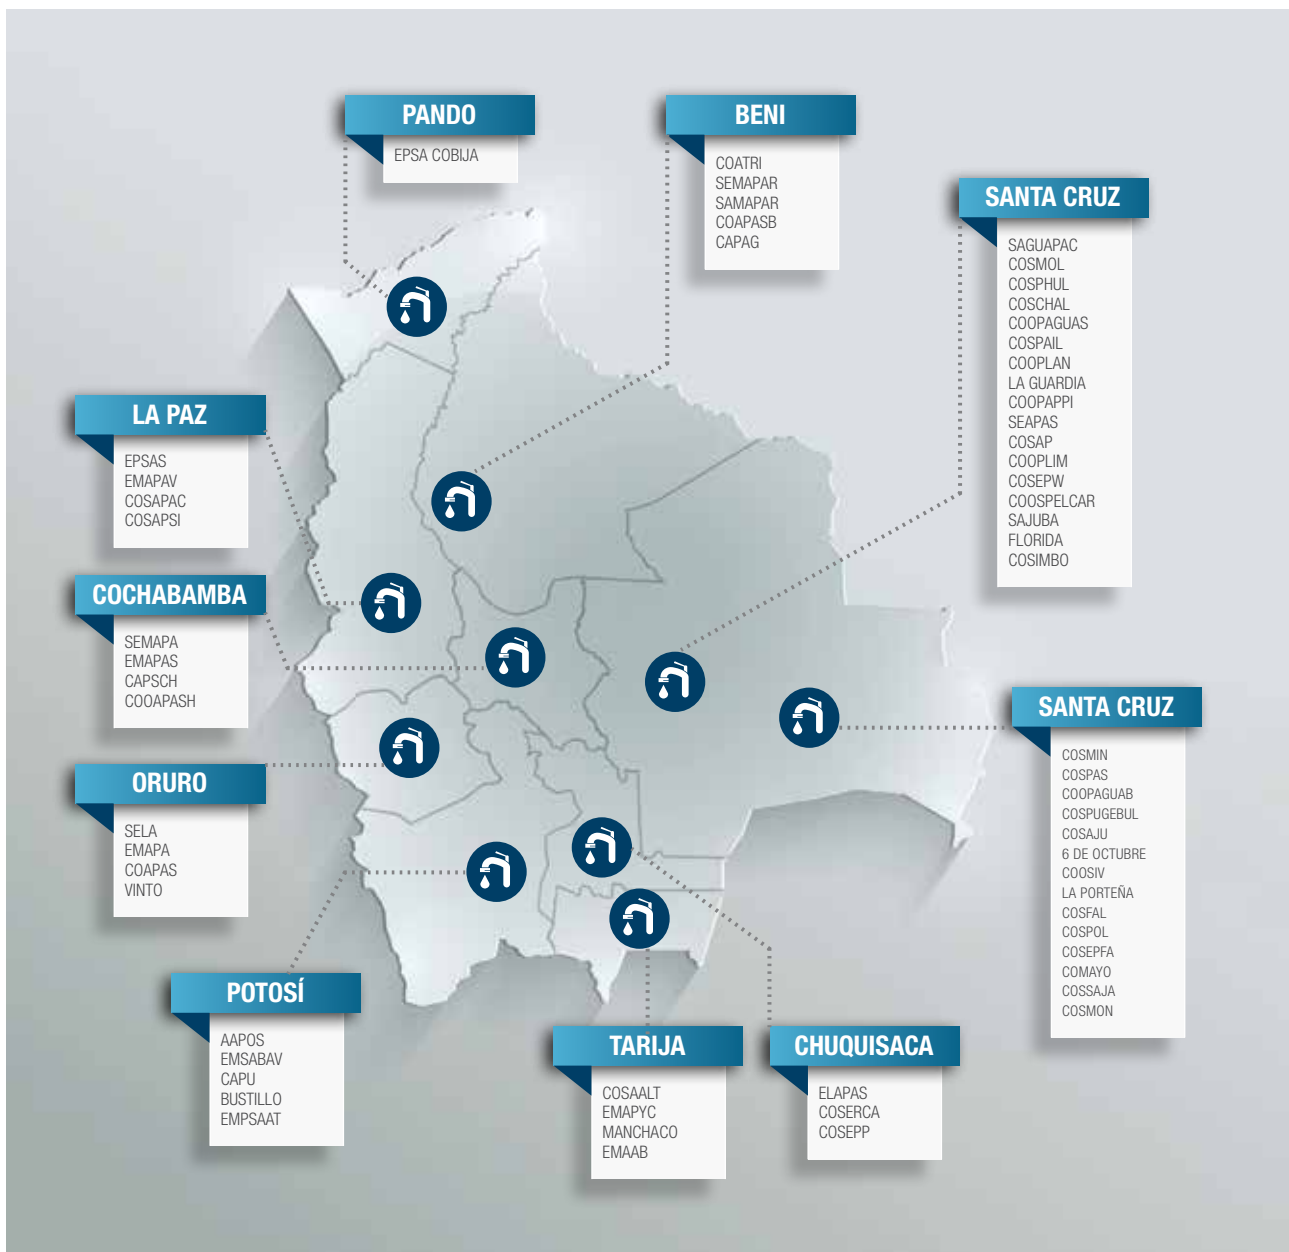 PANDO
EPSA COBIJA
BENI
COATRI
SEMAPAR
SAMAPAR
COAPASB
CAPAG
SANTA CRUZ
SAGUAPAC
COSMOL
COSPHUL
COSCHAL
COOPAGUAS
COSPAIL
COOPLAN
LA GUARDIA
COOPAPPI
SEAPAS
COSAP
COOPLIM
COSEPW
COOSPELCAR
SAJUBA
FLORIDA
COSIMBO
LA PAZ
EPSAS
EMAPAV
COSAPAC
COSAPSI
COCHABAMBA
SEMAPA
EMAPAS
CAPSCH
COOAPASH
SANTA CRUZ
COSMIN
COSPAS
COOPAGUAB
COSPUGEBUL
COSAJU
6 DE OCTUBRE
COOSIV
LA PORTEÑA
COSFAL
COSPOL
COSEPFA
COMAYO
COSSAJA
COSMON
ORURO
SELA
EMAPA
COAPAS
VINTO
POTOSÍ
AAPOS
EMSABAV
CAPU
BUSTILLO
EMPSAAT
TARIJA
COSAALT
EMAPYC
MANCHACO
EMAAB
CHUQUISACA
ELAPAS
COSERCA
COSEPP